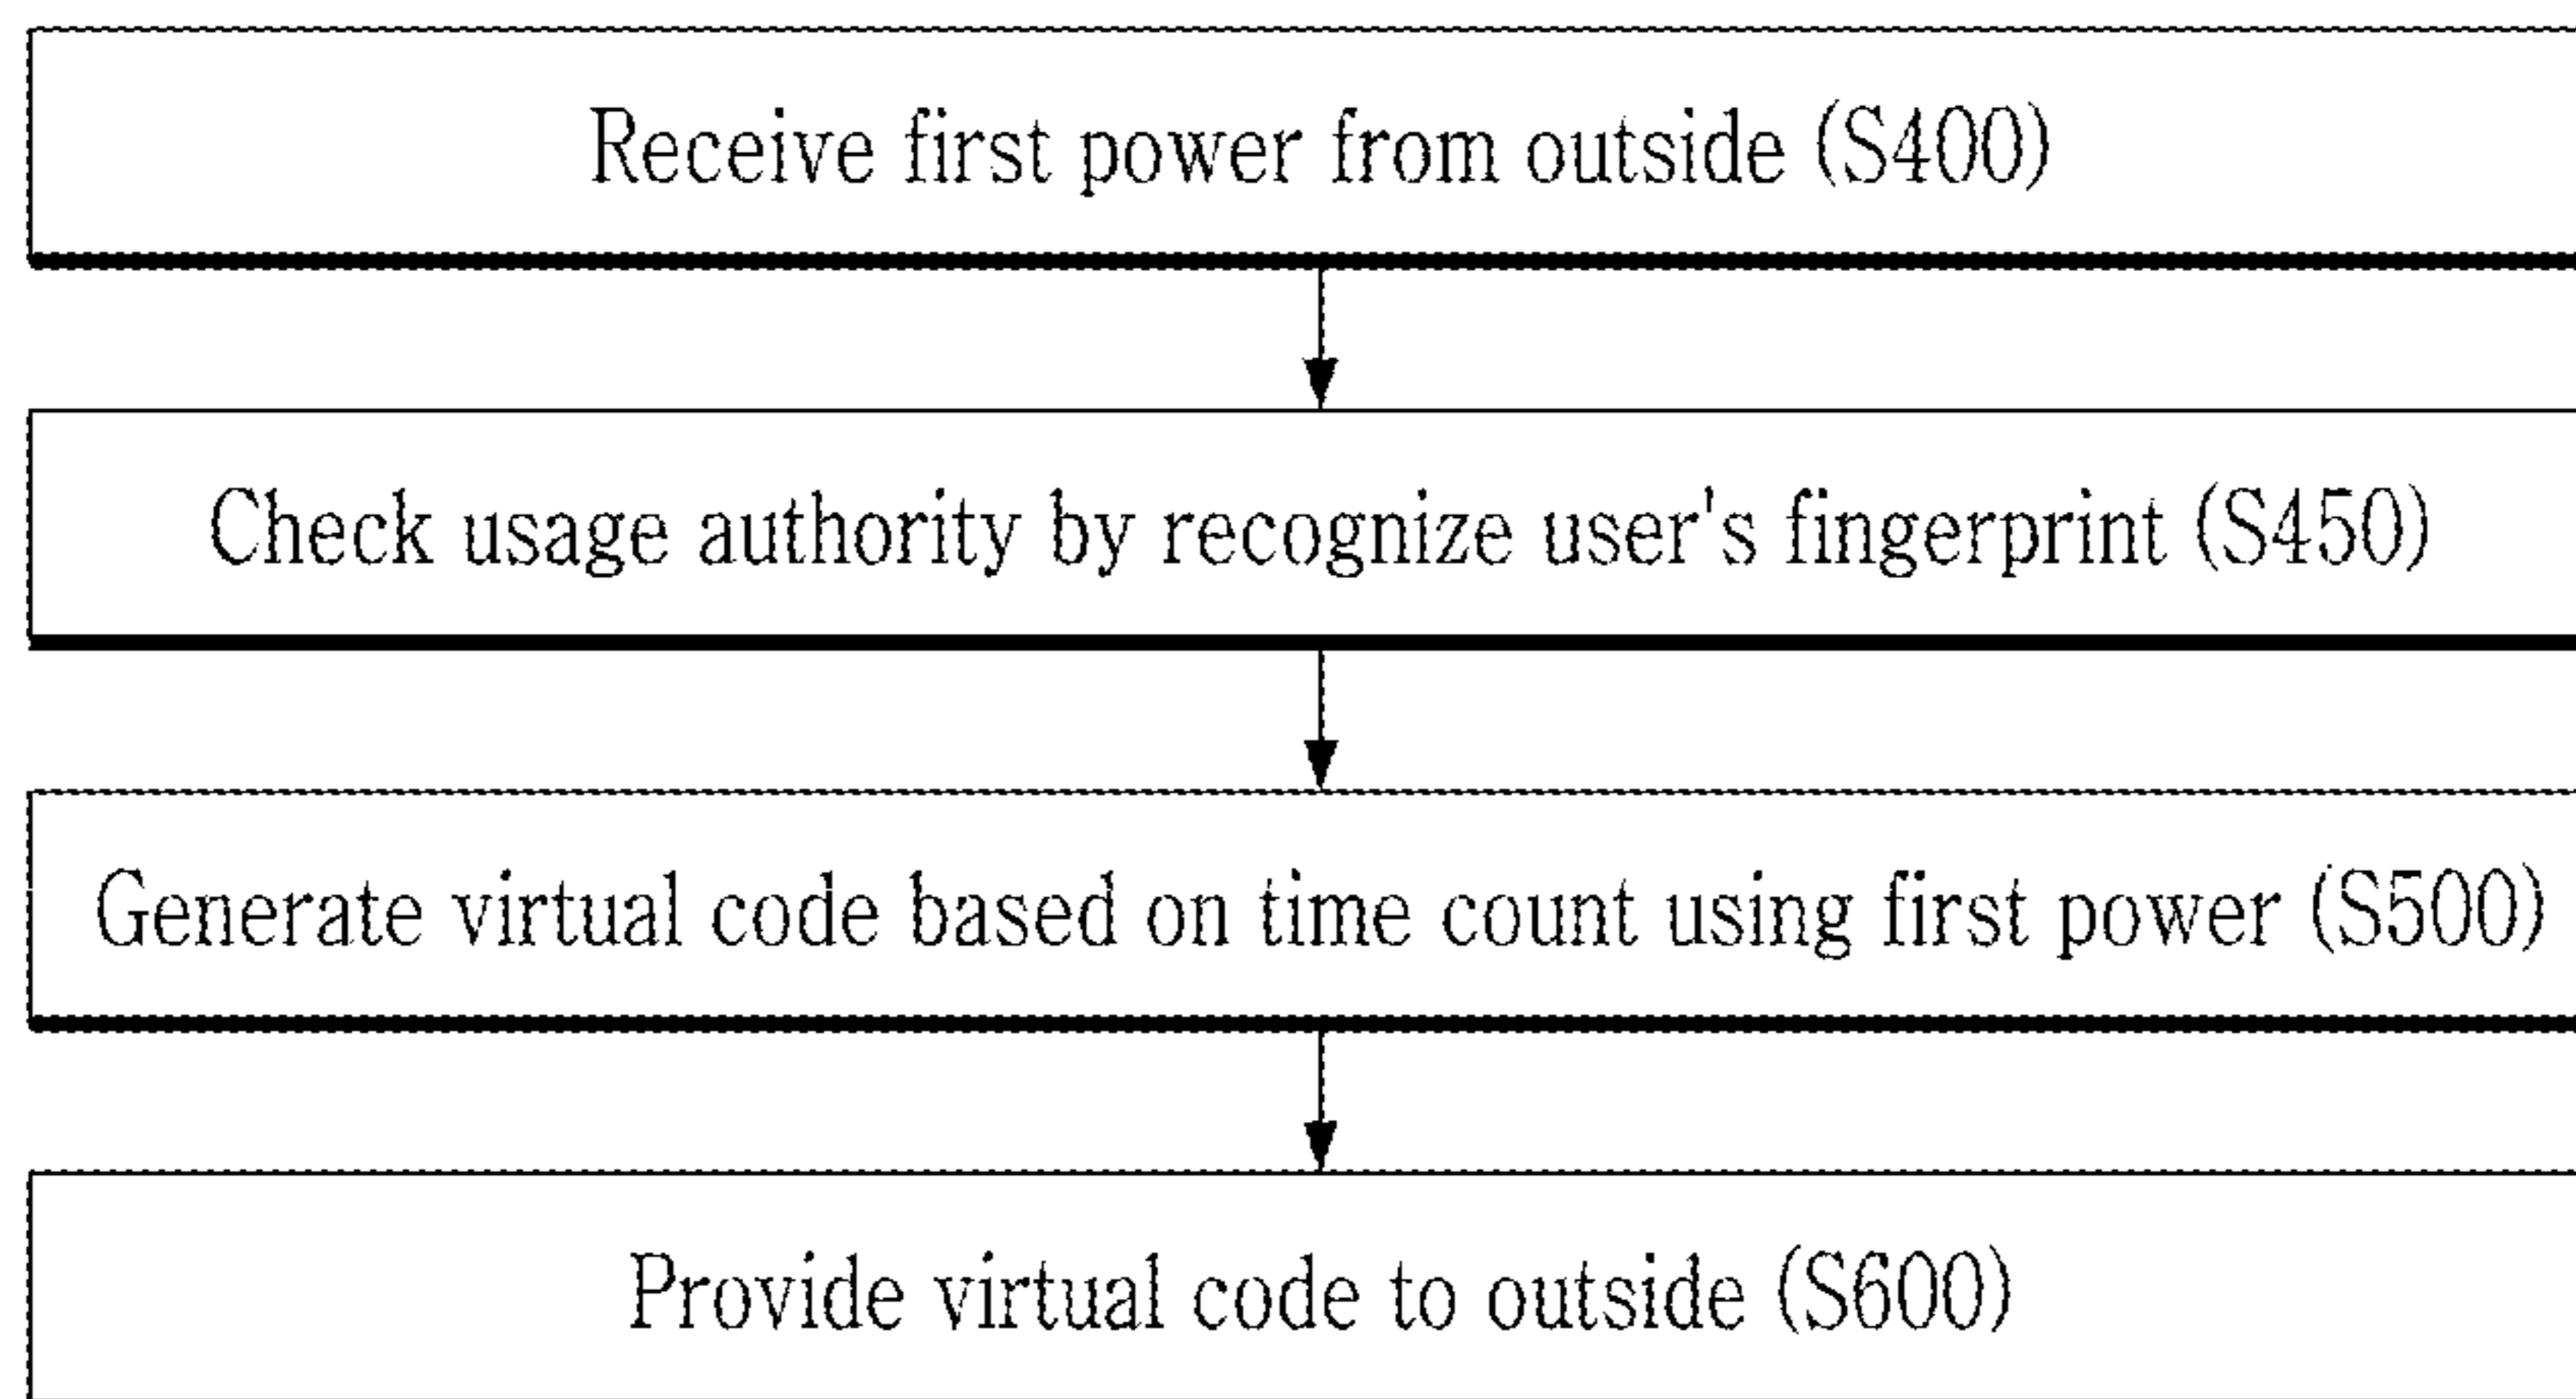 Receive first power from outside (S400)
Check usage authority by recognize user's fingerprint (S450)
Generate virtual code based on time count using first power (S500)
Provide virtual code to outside (S600)